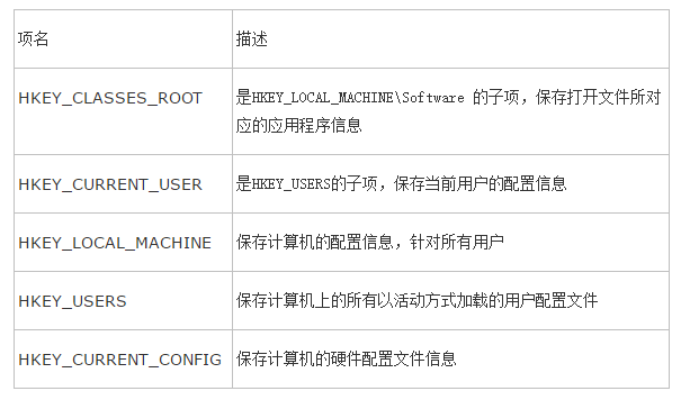 项名 描述
HKEY_CLASSES_ROOT 是HKEY_LOCAL_MACHINE\Software 的子项，保存打开文件所对
应的应用程序信息
HKEY_CURRENT_USER 是HKEY_USERS的子项，保存当前用户的配置信息
HKEY_LOCAL_MACHINE 保存计算机的配置信息，针对所有用户
HKEY_USERS 保存计算机上的所有以活动方式加载的用户配置文件
HKEY_CURRENT_CONFIG 保存计算机的硬件配置文件信息